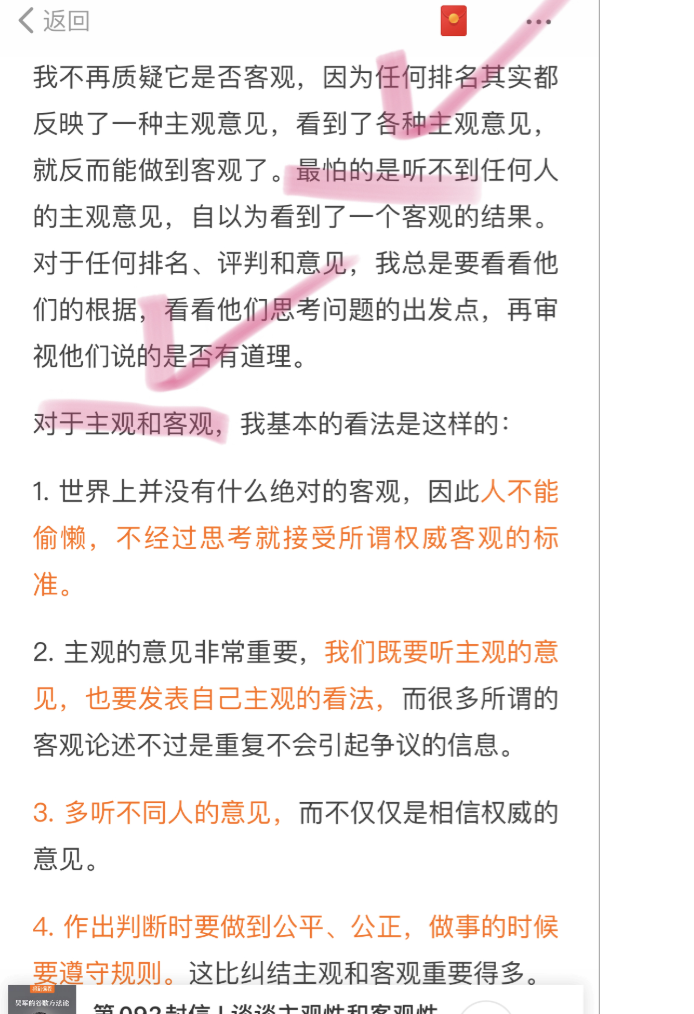 返回
我不再质疑它是否客观，因为任何排名其实都
反映了一种主观意见，看到了各种主观意见，
就反而能做到客观了。最怕的是听不到任何人
的主观意见，自以为看到了一个客观的结果。
对于任何排名、评判和意见，我总是要看看他
们的根据，看看他们思考问题的出发点，再审
视他们说的是否有道理。
对于主观和客观，我基本的看法是这样的：
1. 世界上并没有什么绝对的客观，因此人不能
偷懒，不经过思考就接受所谓权威客观的标
准。
2. 主观的意见非常重要，我们既要听主观的意
见，也要发表自己主观的看法，而很多所谓的
客观论述不过是重复不会引起争议的信息。
3. 多听不同人的意见，而不仅仅是相信权威的
意见。
4. 作出判断时要做到公平、公正，做事的时候
要遵守规则。这比纠结主观和客观重要得多。
吴军的谷歌方法论
第093封信 | 谈谈主观性和客观性